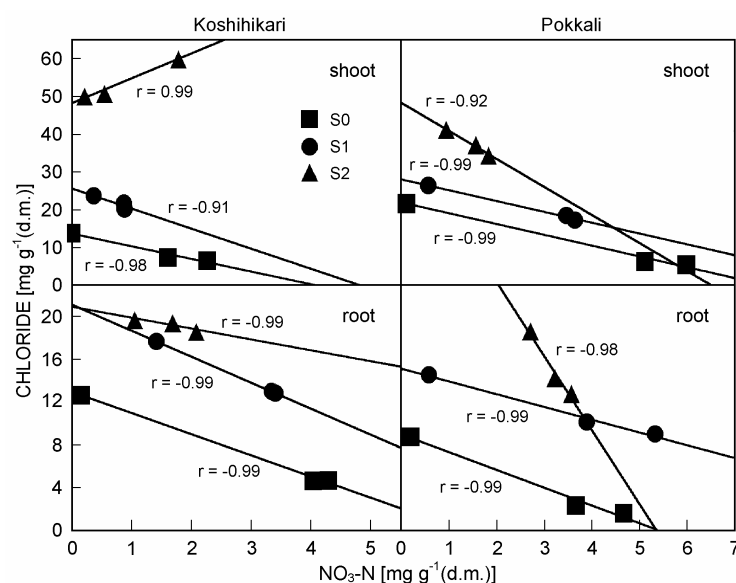 Koshihikari Pokkali
60 shoot shoot
r = 0.99
r = -0.92
50
S0
40
S1
r = -0.99
30
S2
20
r = -0.91
10
r = -0.98
r = -0.99
0
CHLORIDE [mg g⁻¹(d.m.)]
20 r = -0.99 root root
16
r = -0.98
r = -0.99
12
r = -0.99
8
r = -0.99
r = -0.99
4
0
0 1 2 3 4 5 0 1 2 3 4 5 6 7
NO₃-N [mg g⁻¹(d.m.)]